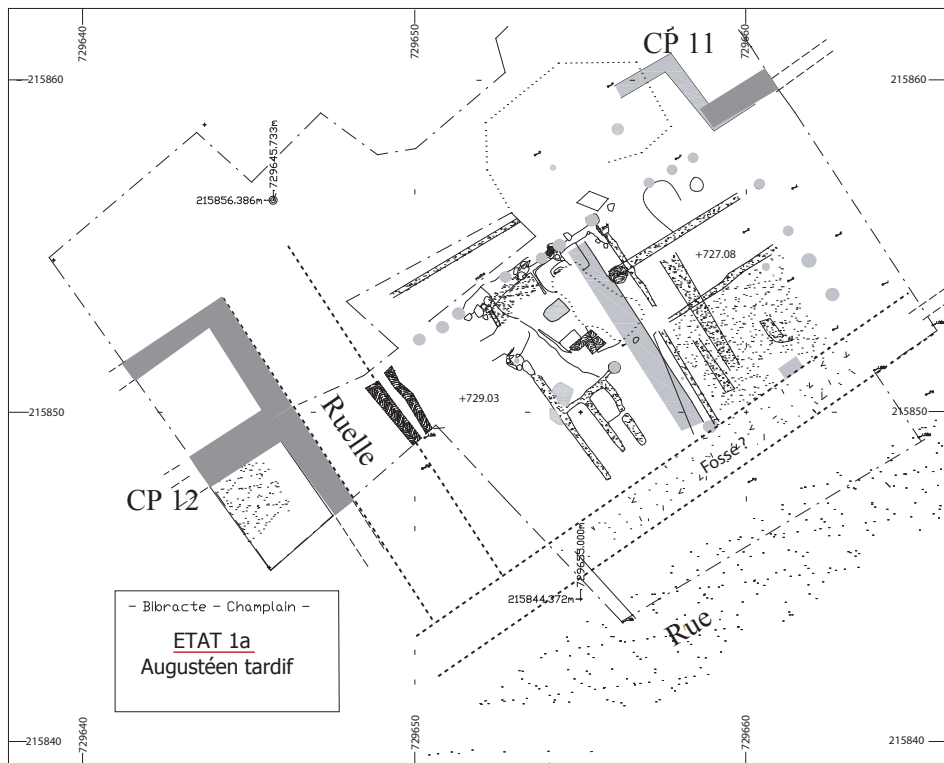 729640
729650
729660
CP 11
215860
215860
729645.733m
215856.386m
+727.08
+729.03
215850
215850
Ruelle
Fossé ?
CP 12
729655.000m
215844.372m
Rue
- Bibracte - Champlain -
ETAT 1a
Augustéen tardif
215840
215840
729640
729650
729660